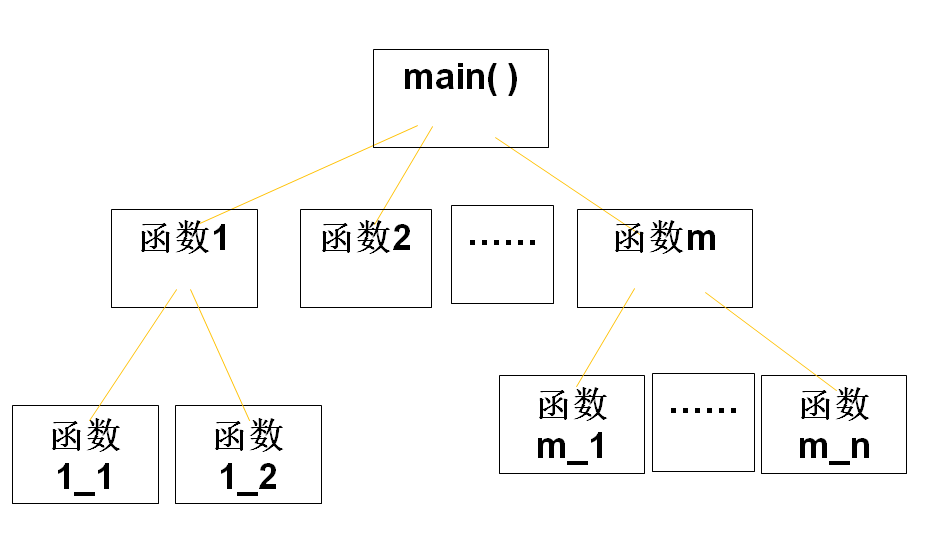 main( )
函数1
函数2
……
函数m
函数
1_1
函数
1_2
函数
m_1
……
函数
m_n